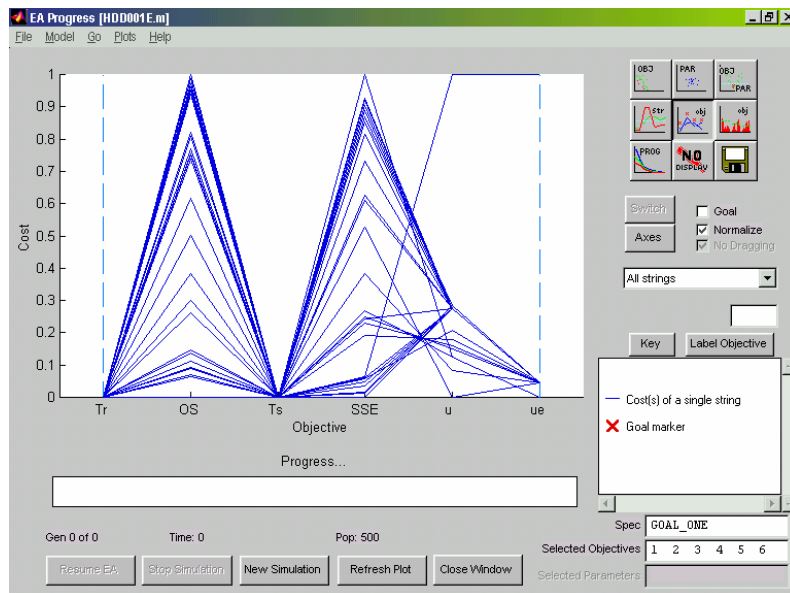 EA Progress [HDD001E.m]
File Model Go Plots Help
1
0.9
0.8
0.7
0.6
0.5
0.4
0.3
0.2
0.1
0
Cost
Tr OS Ts SSE u ue
Objective
Progress...
Gen 0 of 0 Time: 0 Pop: 500
Resume EA Stop Simulation New Simulation Refresh Plot Close Window
OBJ PAR OBJ PAR
Str obj obj
PROG NO DISPLAY
Switch
Axes
Goal
Normalize
No Dragging
All strings
Key Label Objective
Cost(s) of a single string
Goal marker
Spec GOAL_ONE
Selected Objectives 1 2 3 4 5 6
Selected Parameters